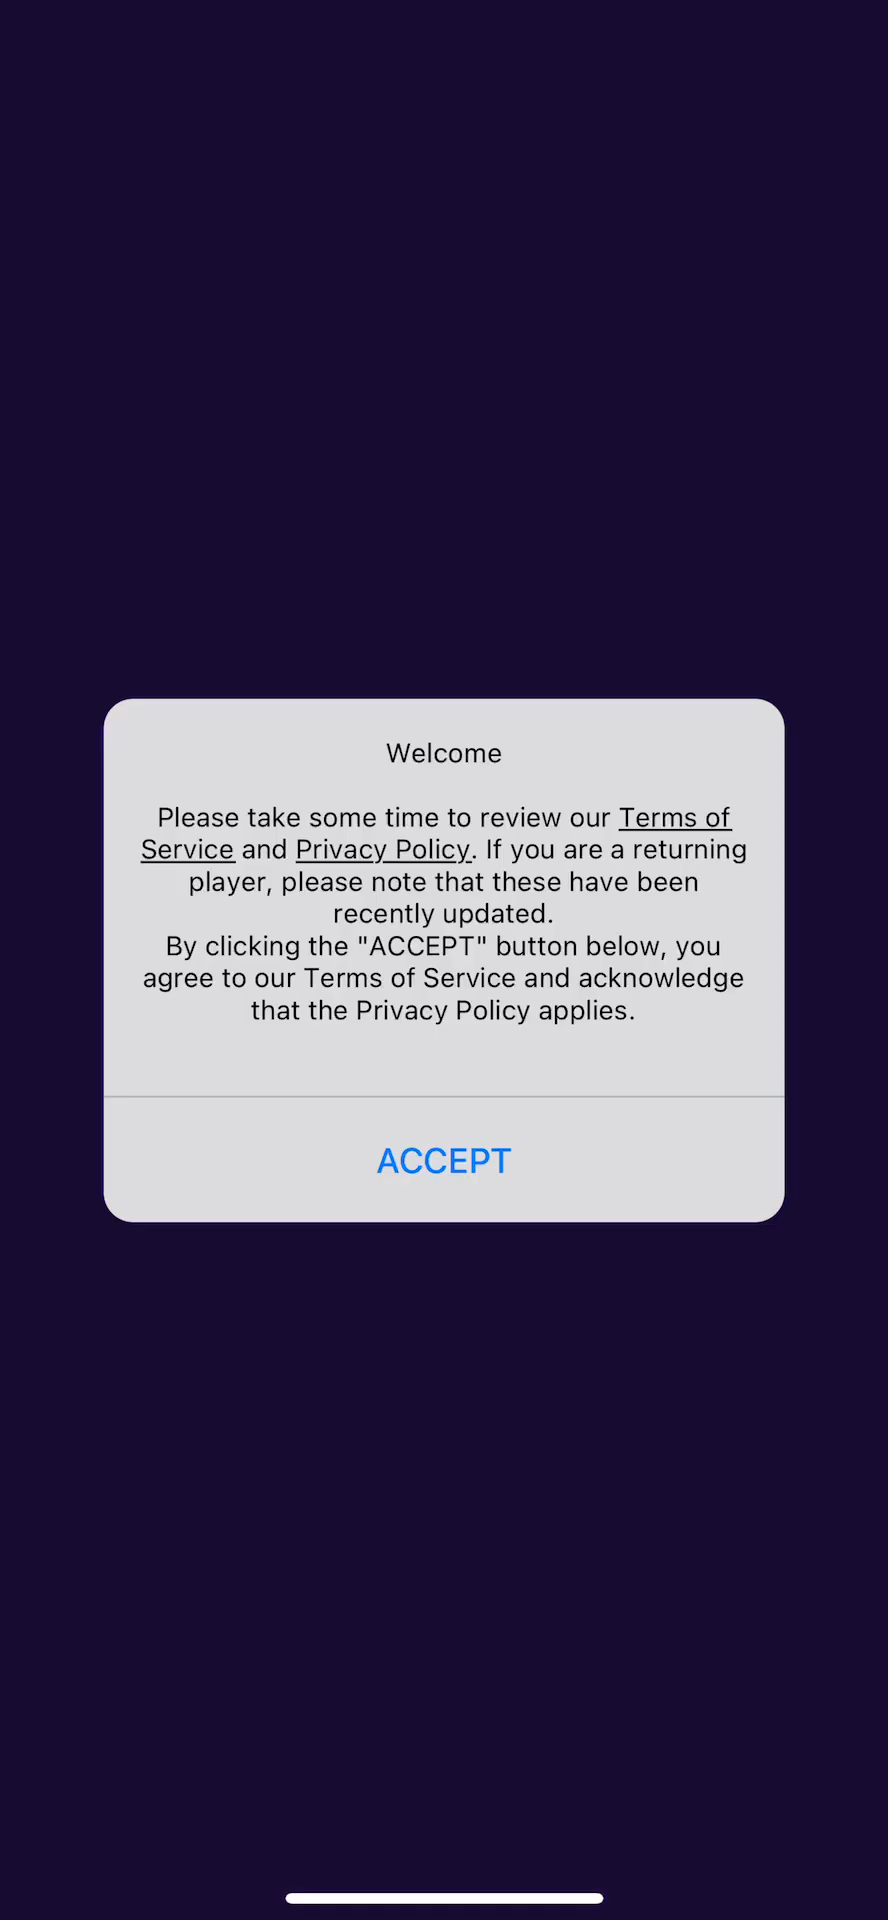 Welcome
Please take some time to review our Terms of
Service and Privacy Policy. If you are a returning
player, please note that these have been
recently updated.
By clicking the "ACCEPT" button below, you
agree to our Terms of Service and acknowledge
that the Privacy Policy applies.
ACCEPT